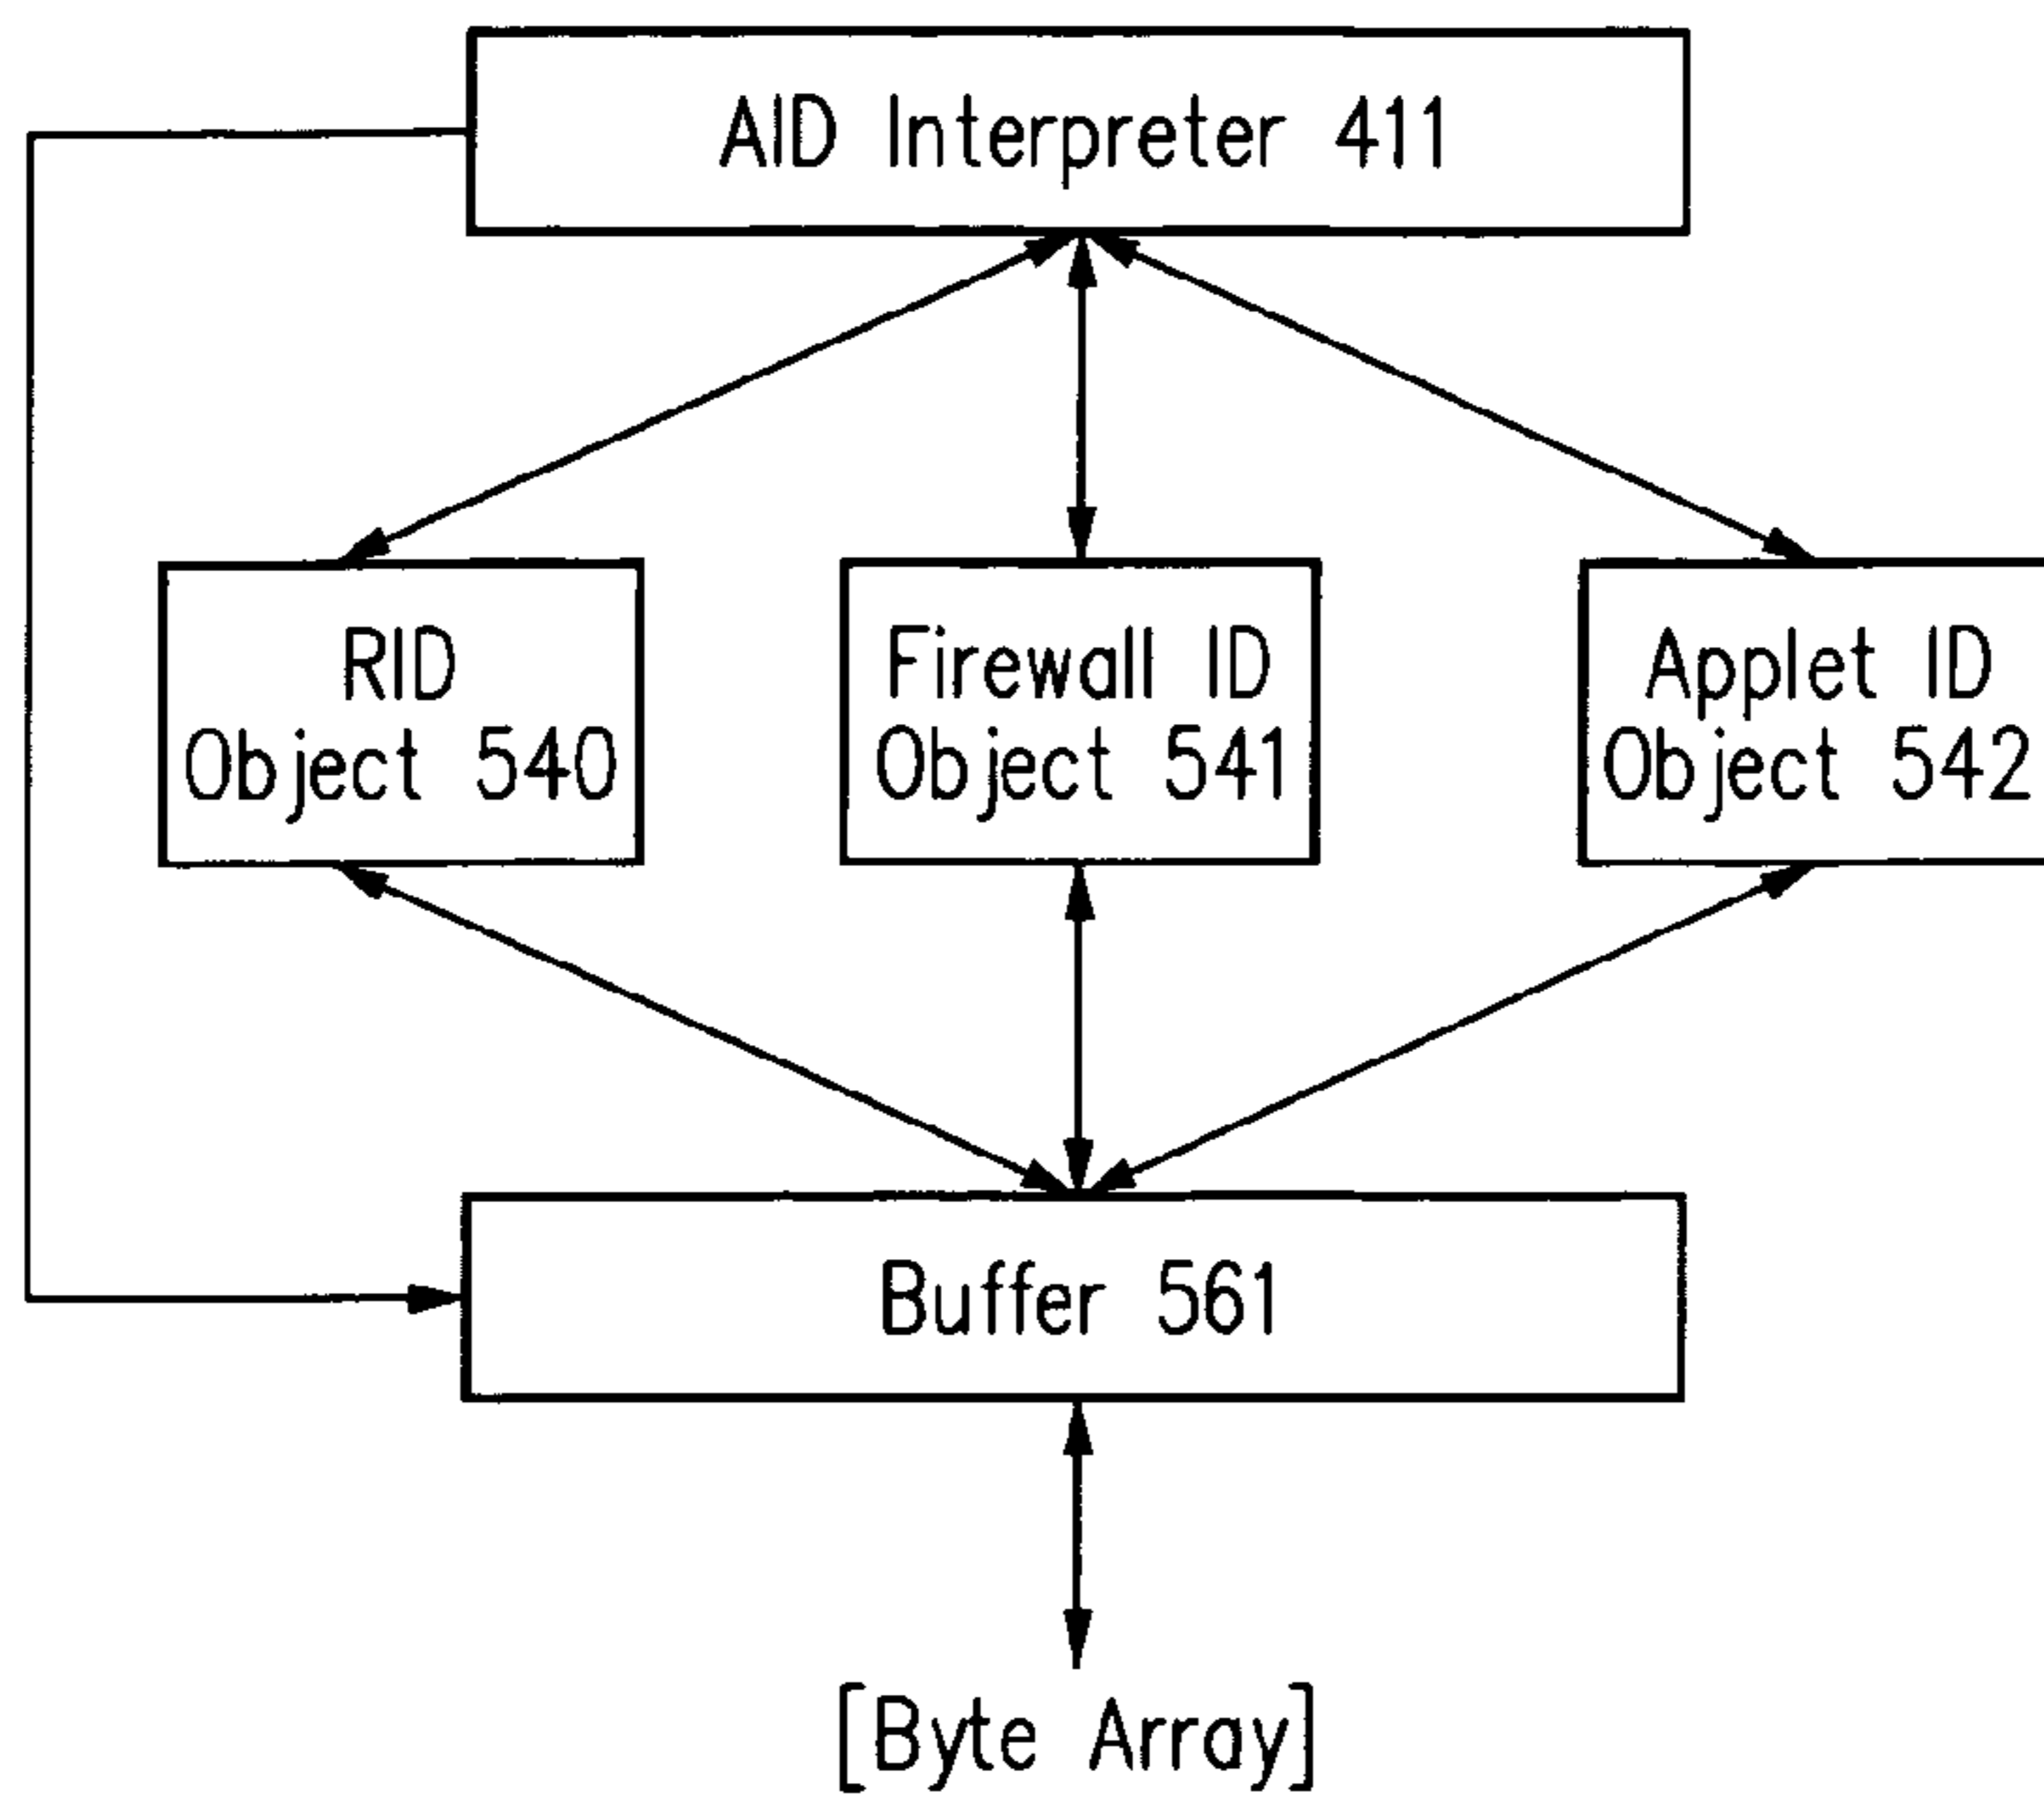 AID Interpreter 411
RID
Object 540
Firewall ID
Object 541
Applet ID
Object 542
Buffer 561
[Byte Array]